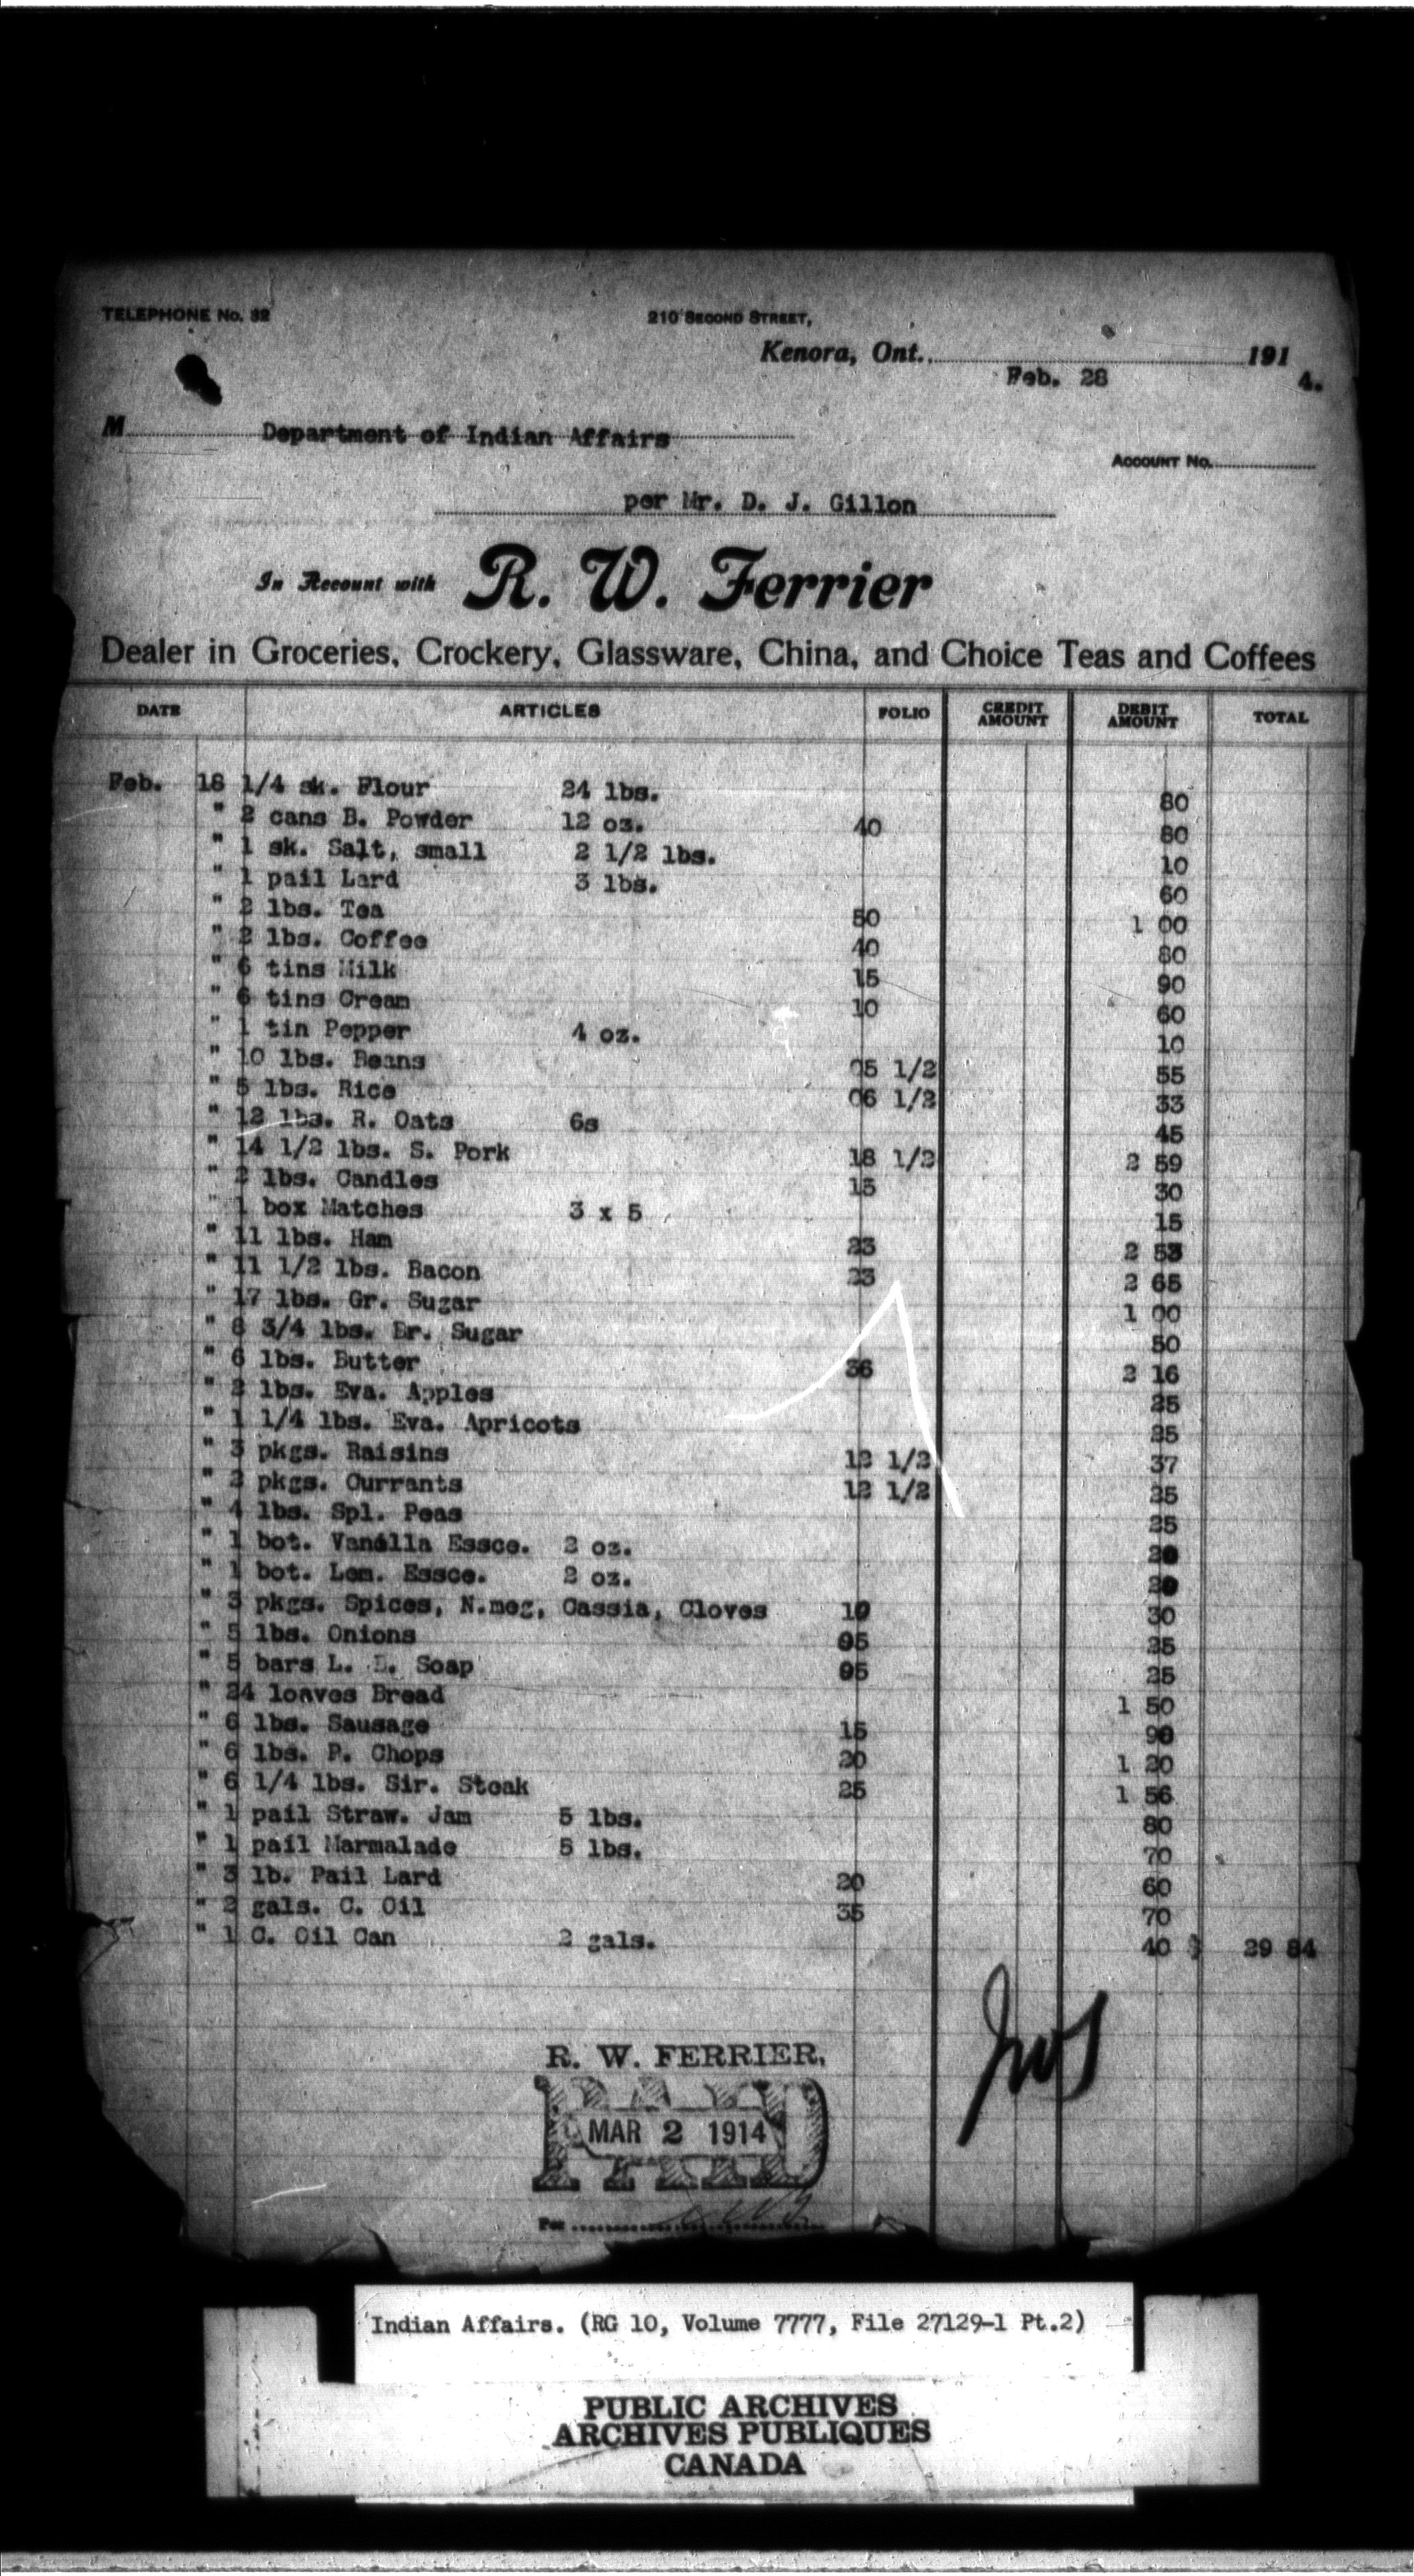 TELEPHONE No. 32
210 SECOND STREET,
Kenora, Ont. Feb. 28 1914.
M Department of Indian Affairs
ACCOUNT No.
per Mr. D. J. Gillon
In Account with R. W. Ferrier
Dealer in Groceries, Crockery, Glassware, China, and Choice Teas and Coffees
DATE ARTICLES FOLIO CREDIT AMOUNT DEBIT AMOUNT TOTAL
Feb. 18 1/4 sk. Flour 24 lbs. 80
" 2 cans B. Powder 12 oz. 40 80
" 1 sk. Salt, small 2 1/2 lbs. 10
" 1 pail Lard 3 lbs. 60
" 2 lbs. Tea 50 1 00
" 2 lbs. Coffee 40 80
" 6 tins Milk 15 90
" 6 tins Cream 10 60
" 1 tin Pepper 4 oz. 10
" 10 lbs. Beans 05 1/2 55
" 5 lbs. Rice 06 1/2 33
" 12 lbs. R. Oats 6s 45
" 14 1/2 lbs. S. Pork 18 1/2 2 59
" 2 lbs. Candles 15 30
" 1 box Matches 3 x 5 15
" 11 lbs. Ham 23 2 53
" 11 1/2 lbs. Bacon 23 2 65
" 17 lbs. Gr. Sugar 1 00
" 8 3/4 lbs. Br. Sugar 50
" 6 lbs. Butter 36 2 16
" 2 lbs. Eva. Apples 25
" 1 1/4 lbs. Eva. Apricots 25
" 3 pkgs. Raisins 12 1/2 37
" 2 pkgs. Currants 12 1/2 25
" 4 lbs. Spl. Peas 25
" 1 bot. Vanilla Essce. 2 oz. 20
" 1 bot. Lem. Essce. 2 oz. 20
" 3 pkgs. Spices, N.meg, Cassia, Cloves 10 30
" 5 lbs. Onions 05 25
" 5 bars L. B. Soap 05 25
" 24 loaves Bread 1 50
" 6 lbs. Sausage 15 90
" 6 lbs. P. Chops 20 1 20
" 6 1/4 lbs. Sir. Steak 25 1 56
" 1 pail Straw. Jam 5 lbs. 80
" 1 pail Marmalade 5 lbs. 70
" 3 lb. Pail Lard 20 60
" 2 gals. C. Oil 35 70
" 1 C. Oil Can 2 gals. 40 $ 29 84
R. W. FERRIER,
PAID
MAR 2 1914
Per
Indian Affairs. (RG 10, Volume 7777, File 27129-1 Pt.2)
PUBLIC ARCHIVES
ARCHIVES PUBLIQUES
CANADA